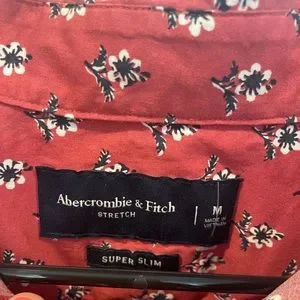 Abercrombie & Fitch
STRETCH
M
MADE IN
VIETNAM
SUPER SLIM